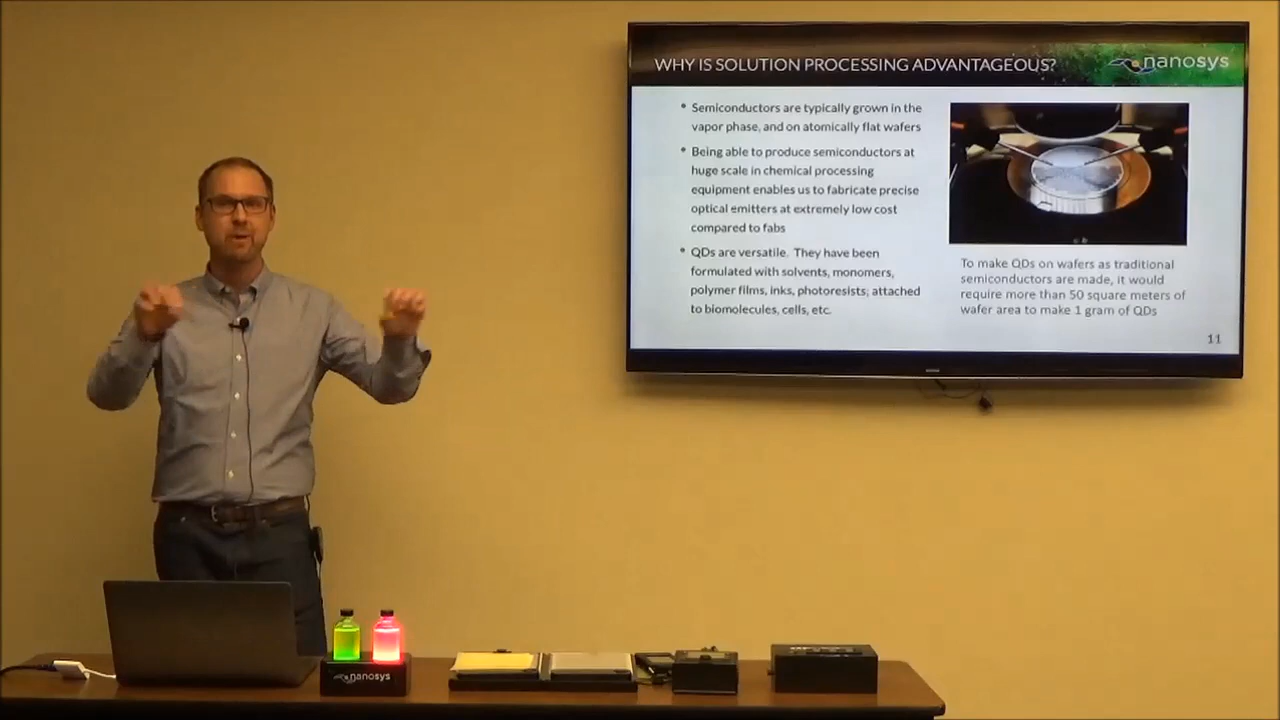 WHY IS SOLUTION PROCESSING ADVANTAGEOUS?
nanosys
Semiconductors are typically grown in the
vapor phase, and on atomically flat wafers
Being able to produce semiconductors at
huge scale in chemical processing
equipment enables us to fabricate precise
optical emitters at extremely low cost
compared to fabs
QDs are versatile. They have been
formulated with solvents, monomers,
polymer films, inks, photoresists, attached
to biomolecules, cells, etc.
To make QDs on wafers as traditional
semiconductors are made, it would
require more than 50 square meters of
wafer area to make 1 gram of QDs
11
nanosys